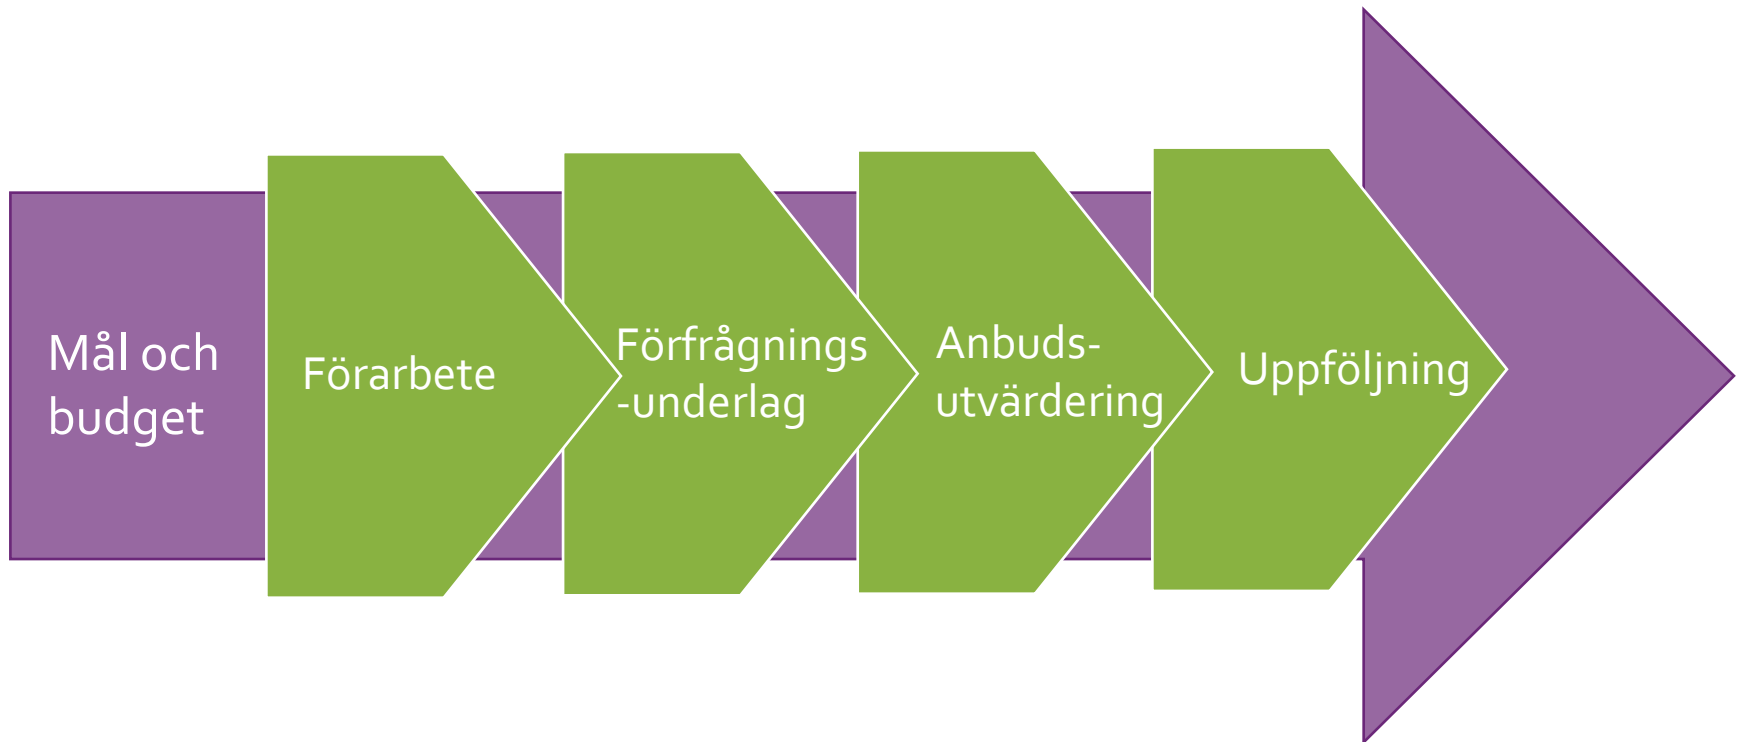 Mål och
budget
Förarbete
Förfrågnings
-underlag
Anbuds-
utvärdering
Uppföljning